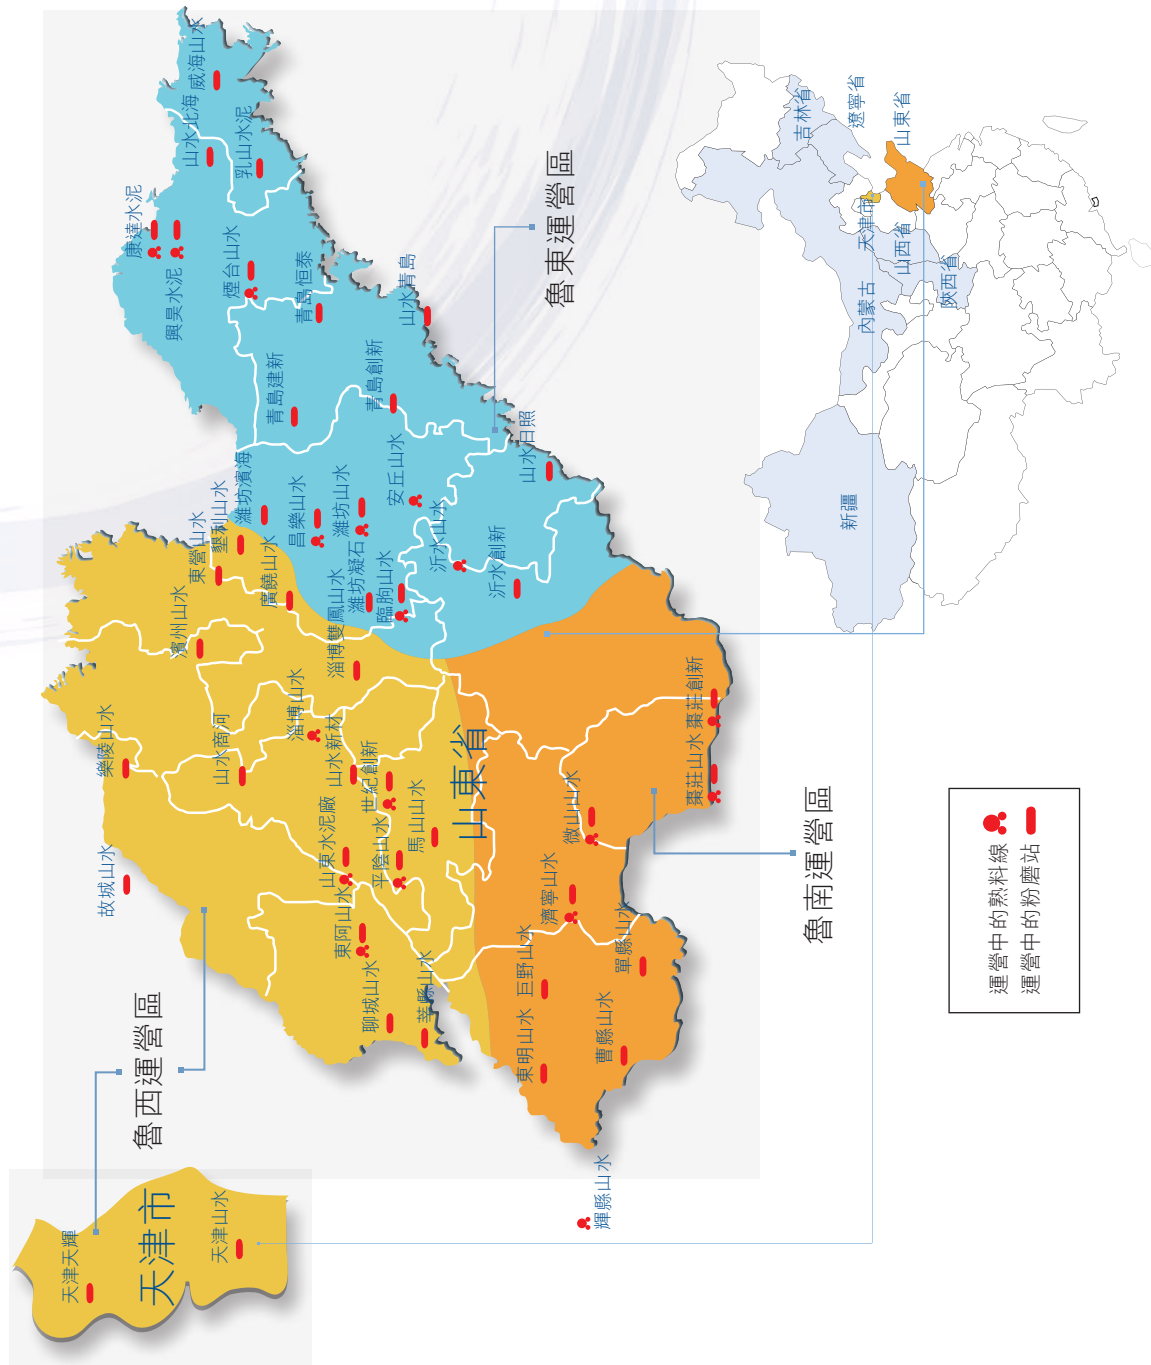 天津天輝
天津市
天津山水
魯西運營區
故城山水
樂陵山水
濱州山水
東營山水
墾利山水
濰坊濱海
廣饒山水
昌樂山水
濰坊山水
濰坊凝石
臨朐山水
淄博雙鳳山水
淄博山水
山水商河
山水新材
世紀創新
山東水泥廠
平陰山水
馬山山水
東阿山水
聊城山水
莘縣山水
山東省
康達水泥
興昊水泥
山水北海
威海山水
乳山水泥
煙台山水
青島恒泰
山水青島
青島建新
青島創新
安丘山水
沂水山水
沂水創新
山水日照
魯東運營區
東明山水
巨野山水
濟寧山水
微山山水
單縣山水
曹縣山水
棗莊山水
棗莊創新
輝縣山水
魯南運營區
吉林省
遼寧省
山東省
天津市
山西省
陝西省
內蒙古
新疆
運營中的熟料線
運營中的粉磨站